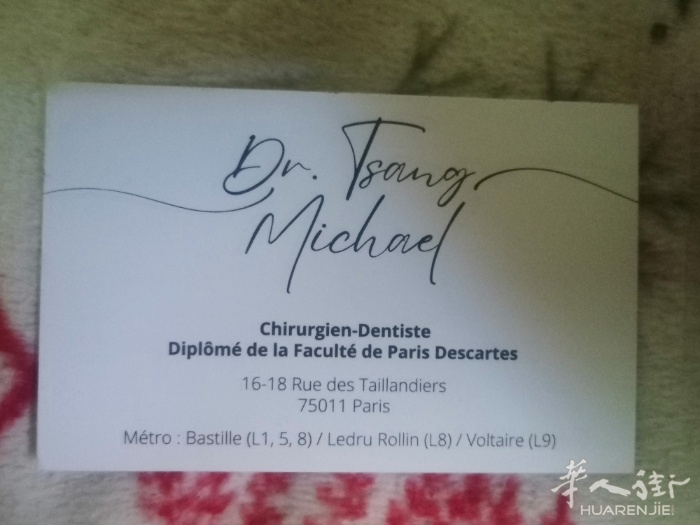 Dr. Tsang
Michael
Chirurgien-Dentiste
Diplômé de la Faculté de Paris Descartes
16-18 Rue des Taillandiers
75011 Paris
Métro : Bastille (L1, 5, 8) / Ledru Rollin (L8) / Voltaire (L9)
華人街
HUARENJIE